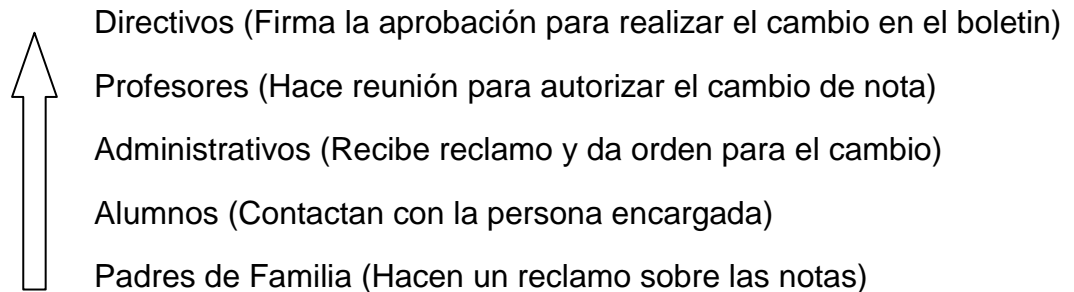 Directivos (Firma la aprobación para realizar el cambio en el boletin)
Profesores (Hace reunión para autorizar el cambio de nota)
Administrativos (Recibe reclamo y da orden para el cambio)
Alumnos (Contactan con la persona encargada)
Padres de Familia (Hacen un reclamo sobre las notas)